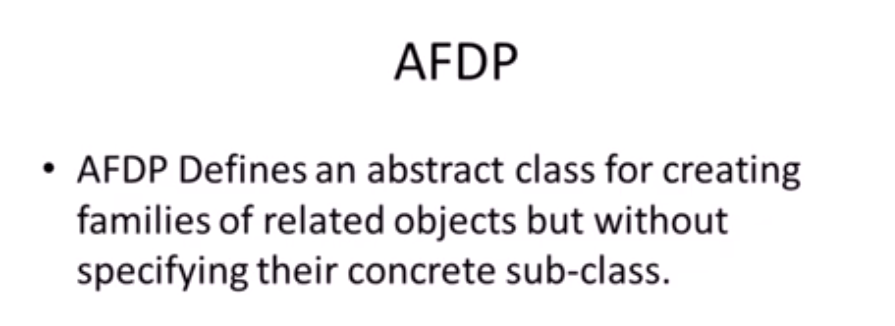 AFDP
• AFDP Defines an abstract class for creating
families of related objects but without
specifying their concrete sub-class.